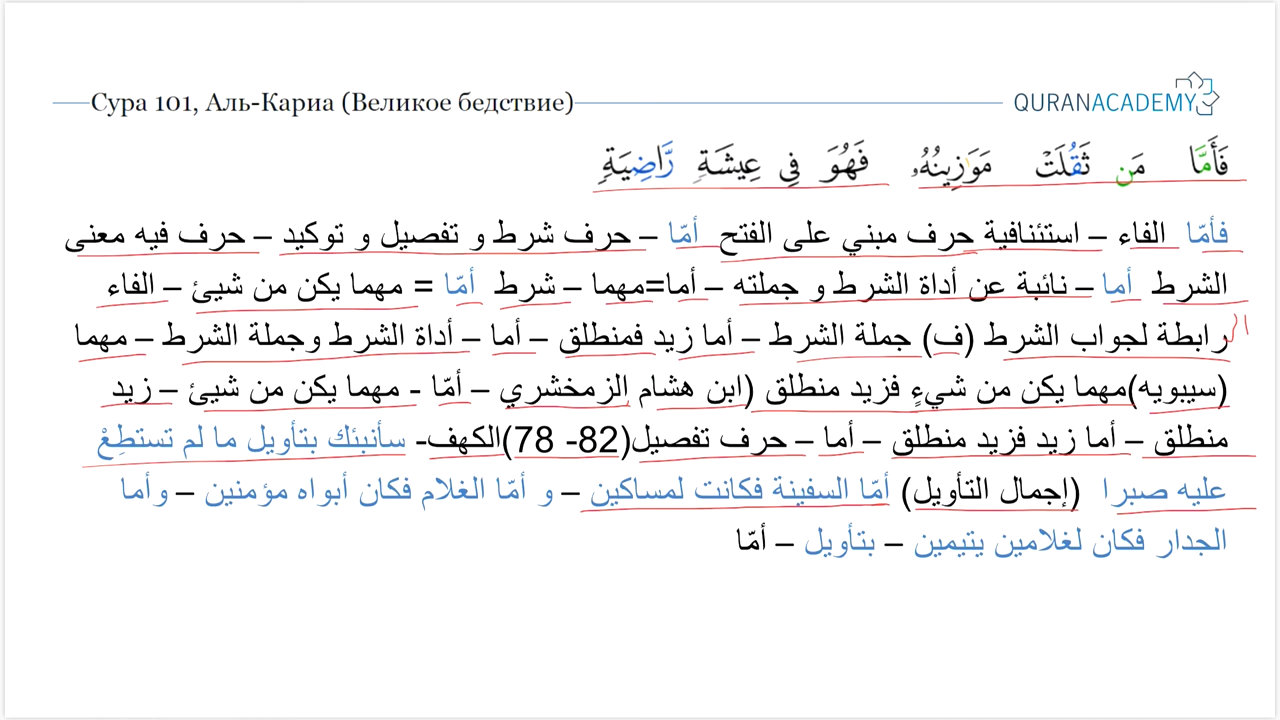 Сура 101, Аль-Кариа (Великое бедствие)
QURANACADEMY
فَأَمَّا مَن ثَقُلَتْ مَوَٰزِينُهُۥ فَهُوَ فِي عِيشَةٍ رَّاضِيَةٍ
فأمّا الفاء – استئنافية حرف مبني على الفتح أمّا – حرف شرط و تفصيل و توكيد – حرف فيه معنى
الشرط أما – نائبة عن أداة الشرط و جملته – أما=مهما – شرط أمّا = مهما يكن من شيئ – الفاء
رابطة لجواب الشرط (ف) جملة الشرط – أما زيد فمنطلق – أما – أداة الشرط وجملة الشرط – مهما
(سيبويه)مهما يكن من شيءٍ فزيد منطلق (ابن هشام الزمخشري – أمّا - مهما يكن من شيئ – زيد
منطلق – أما زيد فزيد منطلق – أما – حرف تفصيل(82- 78)الكهف- سأنبئك بتأويل ما لم تستطِعْ
عليه صبرا (إجمال التأويل) أمّا السفينة فكانت لمساكين – و أمّا الغلام فكان أبواه مؤمنين – وأما
الجدار فكان لغلامين يتيمين – بتأويل – أمّا